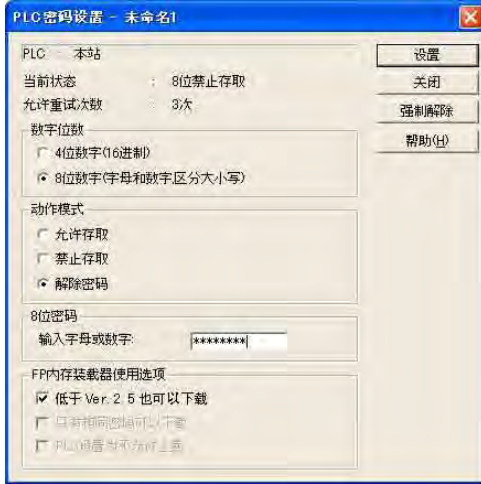 PLC密码设置 - 未命名1
PLC - 本站
当前状态 : 8位禁止存取
允许重试次数 : 3次
数字位数
4位数字(16进制)
8位数字(字母和数字,区分大小写)
动作模式
允许存取
禁止存取
解除密码
8位密码
输入字母或数字: ********
FP内存装载器使用选项
低于 Ver. 2. 5 也可以下载
设置
关闭
强制解除
帮助(H)